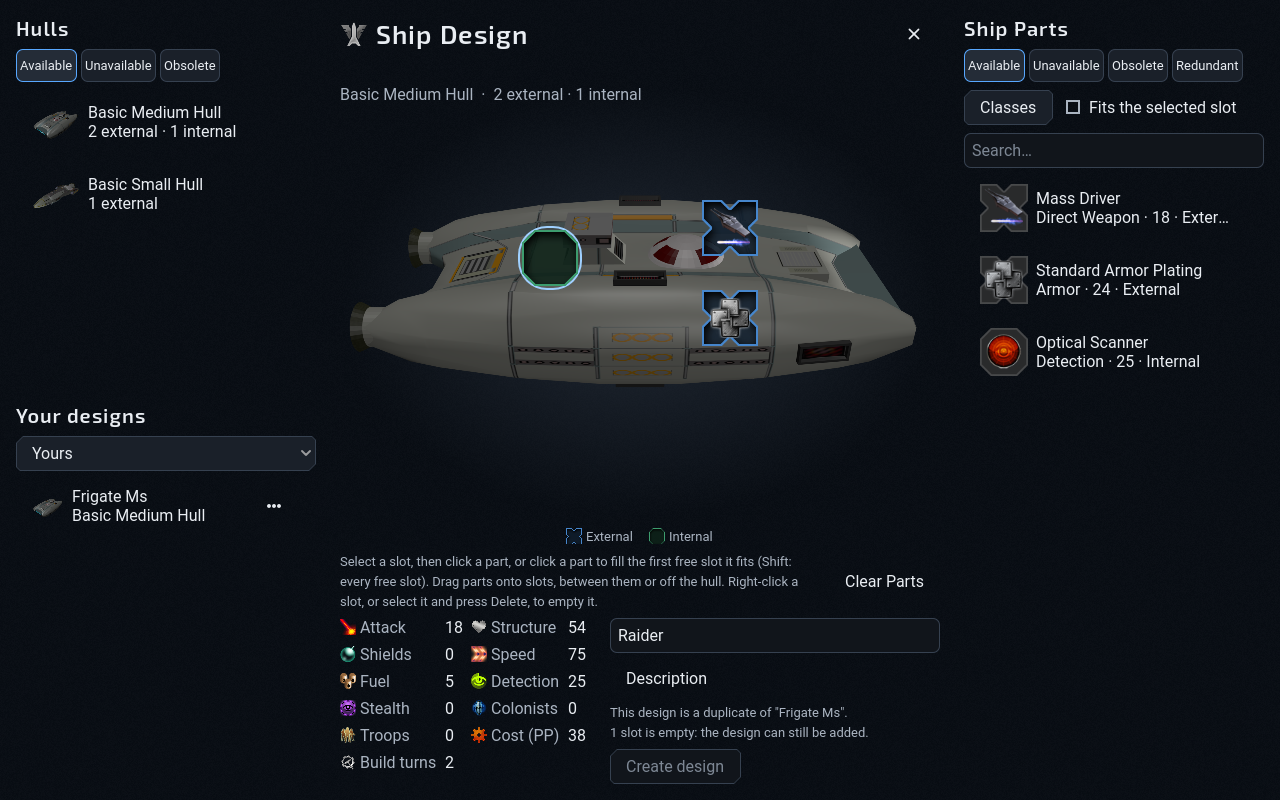 Hulls
Available
Unavailable
Obsolete
Basic Medium Hull
2 external · 1 internal
Basic Small Hull
1 external
Your designs
Yours
Frigate Ms
Basic Medium Hull
Ship Design
Basic Medium Hull · 2 external · 1 internal
External
Internal
Select a slot, then click a part, or click a part to fill the first free slot it fits (Shift:
every free slot). Drag parts onto slots, between them or off the hull. Right-click a
slot, or select it and press Delete, to empty it.
Clear Parts
Attack 18
Structure 54
Shields 0
Speed 75
Fuel 5
Detection 25
Stealth 0
Colonists 0
Troops 0
Cost (PP) 38
Build turns 2
Raider
Description
This design is a duplicate of "Frigate Ms".
1 slot is empty: the design can still be added.
Create design
Ship Parts
Available
Unavailable
Obsolete
Redundant
Classes
Fits the selected slot
Search…
Mass Driver
Direct Weapon · 18 · Exter…
Standard Armor Plating
Armor · 24 · External
Optical Scanner
Detection · 25 · Internal